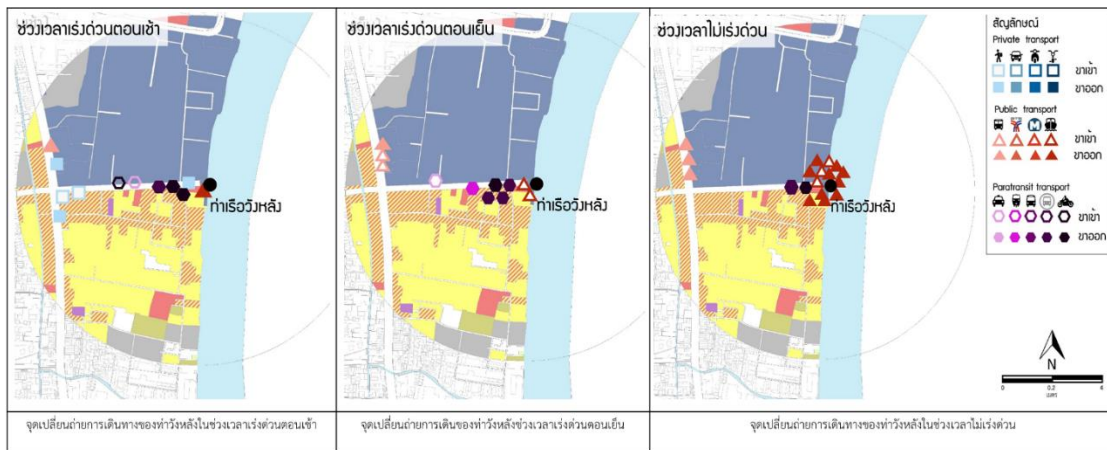 ช่วงเวลาเร่งด่วนตอนเช้า
ท่าเรือวังหลัง
ช่วงเวลาเร่งด่วนตอนเย็น
ท่าเรือวังหลัง
ช่วงเวลาไม่เร่งด่วน
ท่าเรือวังหลัง
สัญลักษณ์
Private transport
ขาเข้า
ขาออก
Public transport
ขาเข้า
ขาออก
Paratransit transport
ขาเข้า
ขาออก
N
0 0.2 4
เมตร
จุดเปลี่ยนถ่ายการเดินทางของท่าวังหลังในช่วงเวลาเร่งด่วนตอนเช้า
จุดเปลี่ยนถ่ายการเดินของท่าวังหลังช่วงเวลาเร่งด่วนตอนเย็น
จุดเปลี่ยนถ่ายการเดินทางของท่าวังหลังในช่วงเวลาไม่เร่งด่วน